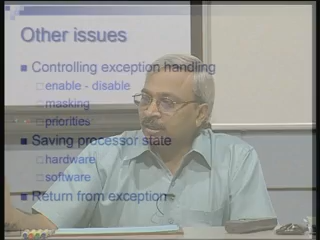 Other issues
Controlling exception handling
enable - disable
masking
priorities
Saving processor state
hardware
software
Return from exception